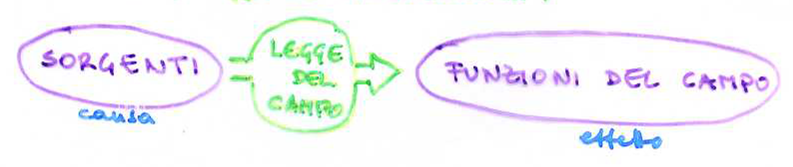 SORGENTI
causa
LEGGE
DEL
CAMPO
FUNZIONI DEL CAMPO
effetto